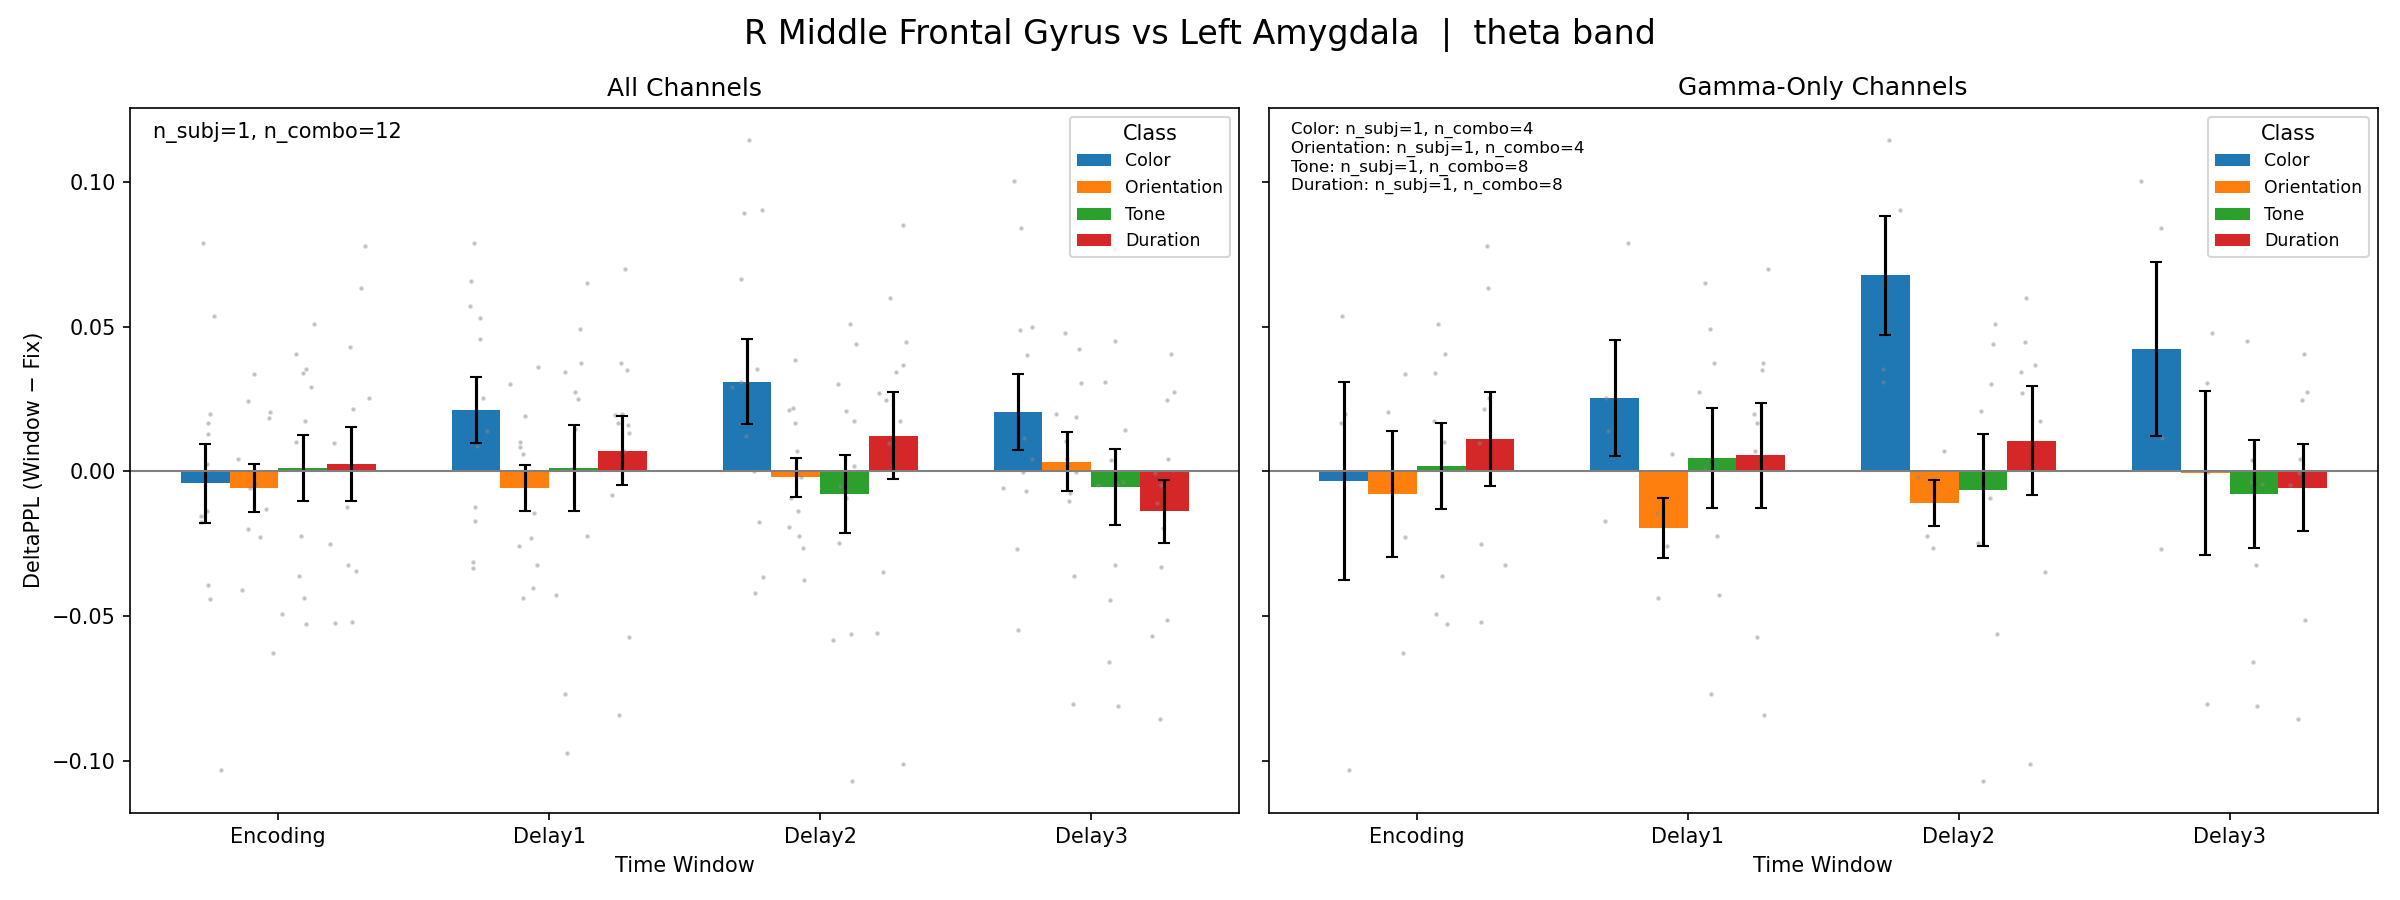 R Middle Frontal Gyrus vs Left Amygdala | theta band
All Channels
n_subj=1, n_combo=12
Class
Color
Orientation
Tone
Duration
DeltaPPL (Window − Fix)
0.10
0.05
0.00
−0.05
−0.10
Encoding
Delay1
Delay2
Delay3
Time Window
Gamma-Only Channels
Color: n_subj=1, n_combo=4
Orientation: n_subj=1, n_combo=4
Tone: n_subj=1, n_combo=8
Duration: n_subj=1, n_combo=8
Class
Color
Orientation
Tone
Duration
Encoding
Delay1
Delay2
Delay3
Time Window